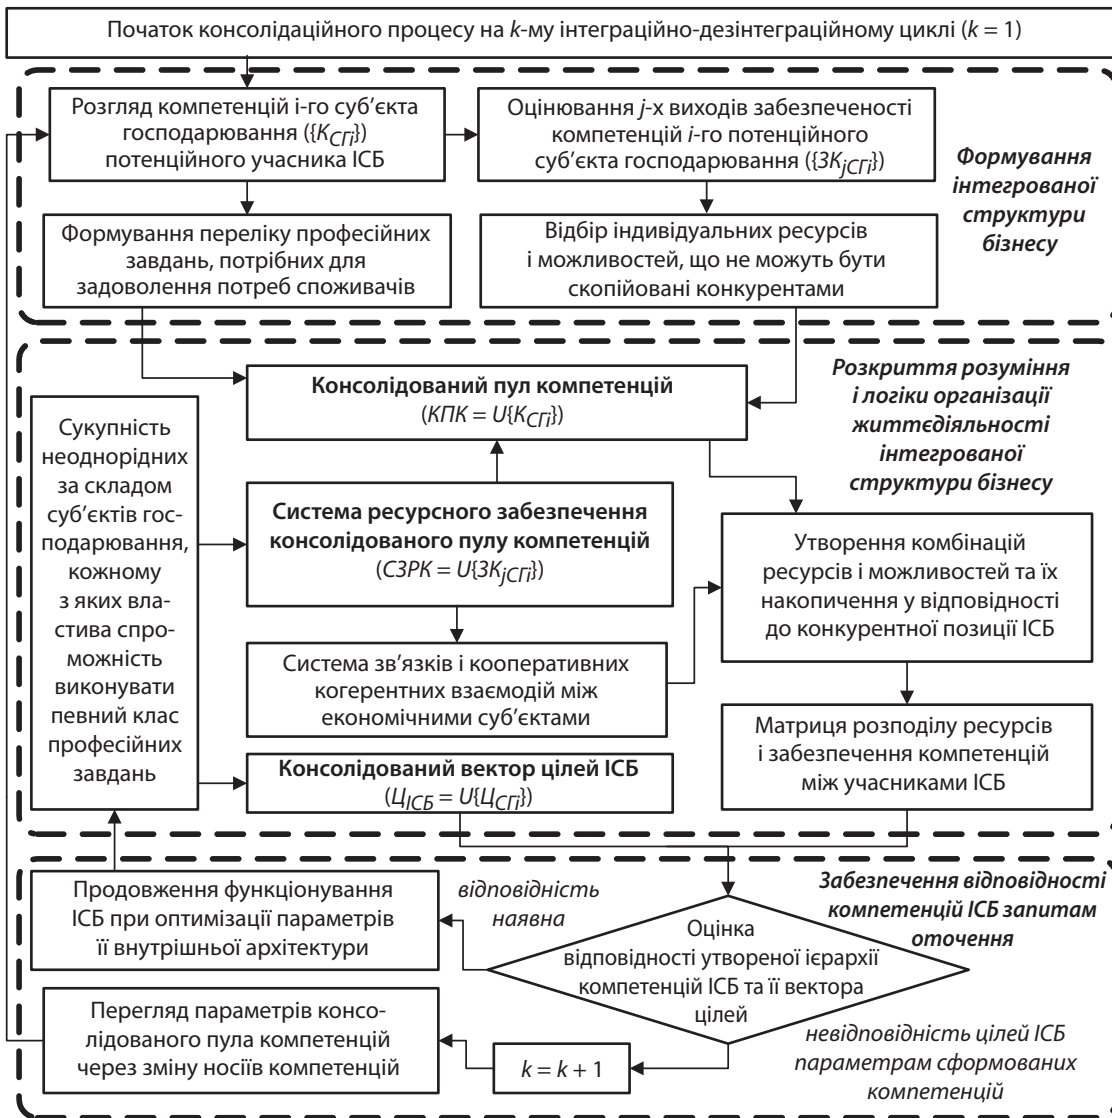 Початок консолідаційного процесу на k-му інтеграційно-дезінтеграційному циклі (k = 1)
Розгляд компетенцій і-го суб’єкта
господарювання ({K_СГi})
потенційного учасника ІСБ
Оцінювання j-х виходів забезпеченості
компетенцій i-го потенційного
суб’єкта господарювання ({ЗK_jСГi})
Формування
інтегрованої
структури
бізнесу
Формування переліку професійних
завдань, потрібних для
задоволення потреб споживачів
Відбір індивідуальних ресурсів
і можливостей, що не можуть бути
скопійовані конкурентами
Розкриття розуміння
і логіки організації
життєдіяльності
інтегрованої
структури бізнесу
Консолідований пул компетенцій
(КПК = U{K_СГi})
Сукупність
неоднорідних
за складом
суб’єктів гос-
подарювання,
кожному
з яких вла-
стива спро-
можність
виконувати
певний клас
професійних
завдань
Система ресурсного забезпечення
консолідованого пулу компетенцій
(СЗРК = U{ЗK_jСГi})
Утворення комбінацій
ресурсів і можливостей та їх
накопичення у відповідності
до конкурентної позиції ІСБ
Система зв’язків і кооперативних
когерентних взаємодій між
економічними суб’єктами
Матриця розподілу ресурсів
і забезпечення компетенцій
між учасниками ІСБ
Консолідований вектор цілей ІСБ
(Ц_ІСБ = U{Ц_СГi})
Продовження функціонування
ІСБ при оптимізації параметрів
її внутрішньої архітектури
відповідність
наявна
Забезпечення відповідності
компетенцій ІСБ запитам
оточення
Оцінка
відповідності утвореної ієрархії
компетенцій ІСБ та її вектора
цілей
Перегляд параметрів консо-
лідованого пула компетенцій
через зміну носіїв компетенцій
k = k + 1
невідповідність цілей ІСБ
параметрам сформованих
компетенцій